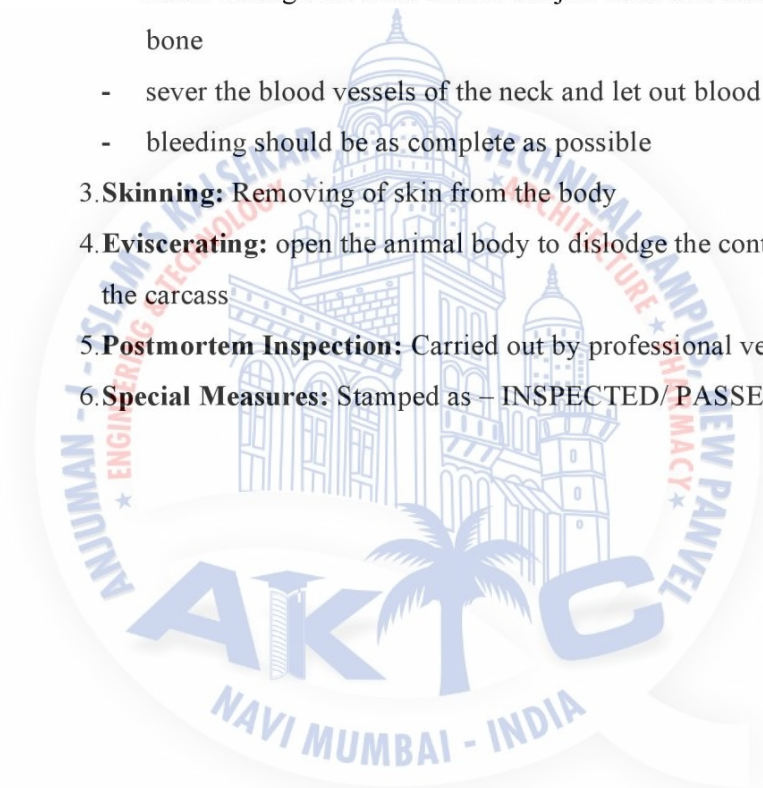 bone
- sever the blood vessels of the neck and let out blood
- bleeding should be as complete as possible
3.Skinning: Removing of skin from the body
4.Eviscerating: open the animal body to dislodge the
the carcass
5.Postmortem Inspection: Carried out by professional
6.Special Measures: Stamped as – INSPECTED/
ANJUMAN - I - ISLAM'S KALSEKAR TECHNICAL CAMPUS, NEW PANVEL
ENGINEERING & TECHNOLOGY ★ ARCHITECTURE ★ PHARMACY ★
AKTC
NAVI MUMBAI - INDIA